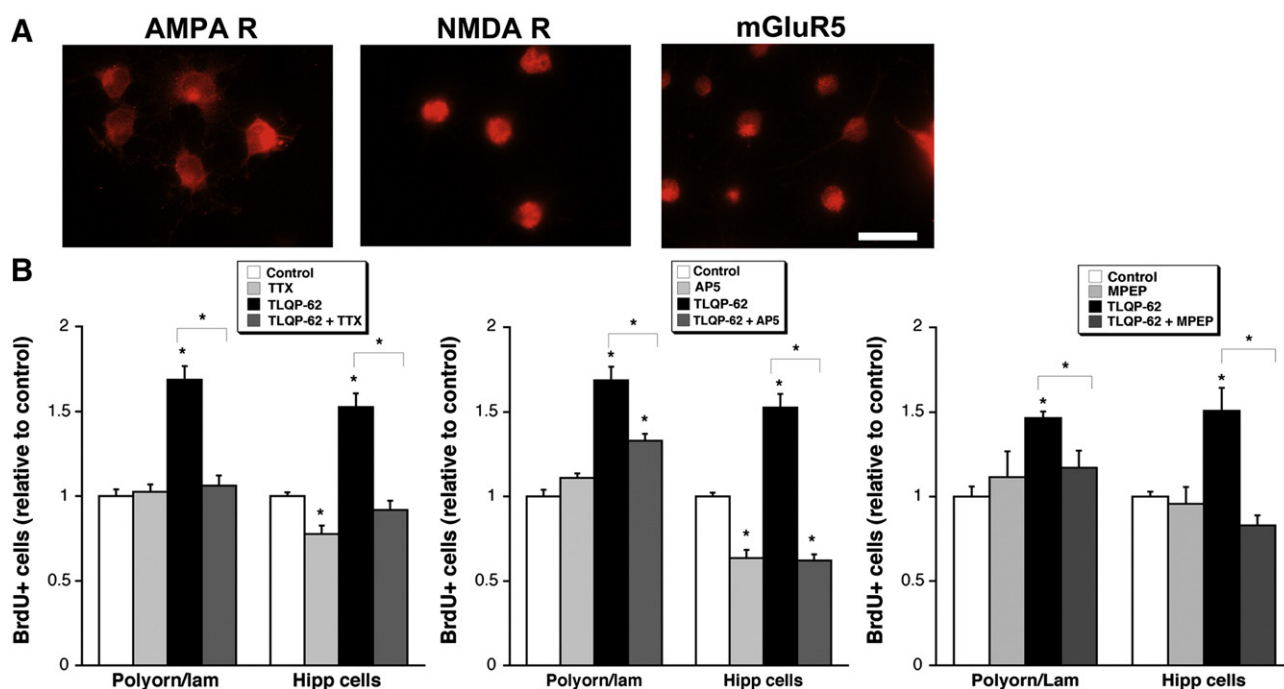 A
AMPA R
NMDA R
mGluR5
B
Control
TTX
TLQP-62
TLQP-62 + TTX
BrdU+ cells (relative to control)
2
1.5
1
0.5
0
*
*
*
*
*
Polyorn/lam
Hipp cells
Control
AP5
TLQP-62
TLQP-62 + AP5
BrdU+ cells (relative to control)
2
1.5
1
0.5
0
*
*
*
*
*
*
*
Polyorn/lam
Hipp cells
Control
MPEP
TLQP-62
TLQP-62 + MPEP
BrdU+ cells (relative to control)
2
1.5
1
0.5
0
*
*
*
*
Polyorn/Lam
Hipp cells